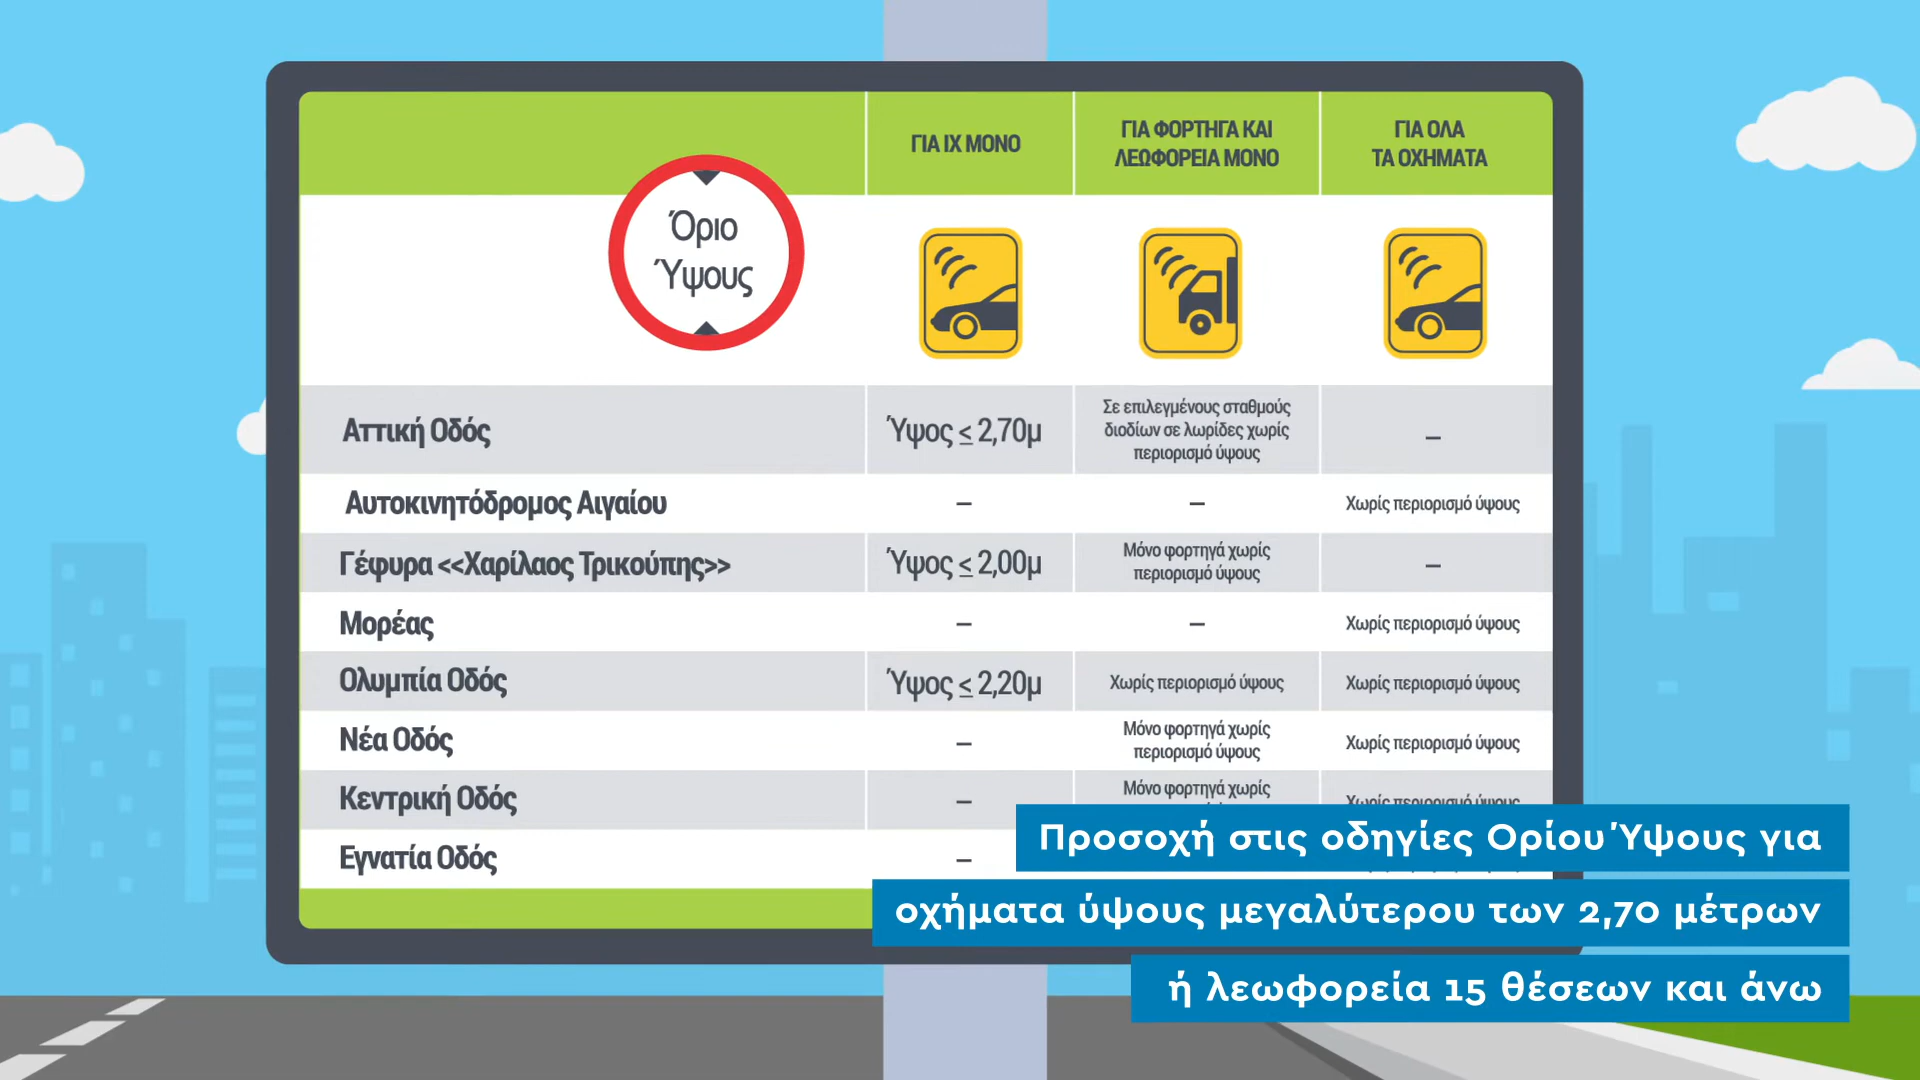 ΓΙΑ ΙΧ ΜΟΝΟ
ΓΙΑ ΦΟΡΤΗΓΑ ΚΑΙ
ΛΕΩΦΟΡΕΙΑ ΜΟΝΟ
ΓΙΑ ΟΛΑ
ΤΑ ΟΧΗΜΑΤΑ
Όριο
Ύψους
Αττική Οδός
Ύψος ≤ 2,70μ
Σε επιλεγμένους σταθμούς
διοδίων σε λωρίδες χωρίς
περιορισμό ύψους
–
Αυτοκινητόδρομος Αιγαίου
–
–
Χωρίς περιορισμό ύψους
Γέφυρα <<Χαρίλαος Τρικούπης>>
Ύψος ≤ 2,00μ
Μόνο φορτηγά χωρίς
περιορισμό ύψους
–
Μορέας
–
–
Χωρίς περιορισμό ύψους
Ολυμπία Οδός
Ύψος ≤ 2,20μ
Χωρίς περιορισμό ύψους
Χωρίς περιορισμό ύψους
Νέα Οδός
–
Μόνο φορτηγά χωρίς
περιορισμό ύψους
Χωρίς περιορισμό ύψους
Κεντρική Οδός
–
Μόνο φορτηγά χωρίς
Χωρίς περιορισμό ύψους
Εγνατία Οδός
–
Προσοχή στις οδηγίες Ορίου Ύψους για
οχήματα ύψους μεγαλύτερου των 2,70 μέτρων
ή λεωφορεία 15 θέσεων και άνω